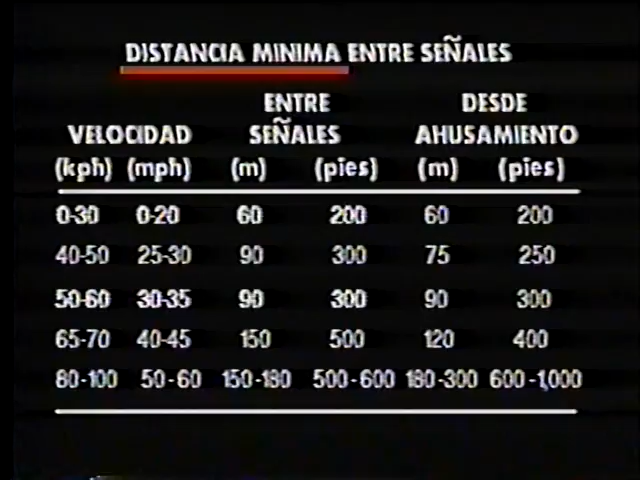 DISTANCIA MINIMA ENTRE SEÑALES
ENTRE DESDE
VELOCIDAD SEÑALES AHUSAMIENTO
(kph) (mph) (m) (pies) (m) (pies)
0-30 0-20 60 200 60 200
40-50 25-30 90 300 75 250
50-60 30-35 90 300 90 300
65-70 40-45 150 500 120 400
80-100 50-60 150-180 500-600 180-300 600-1,000